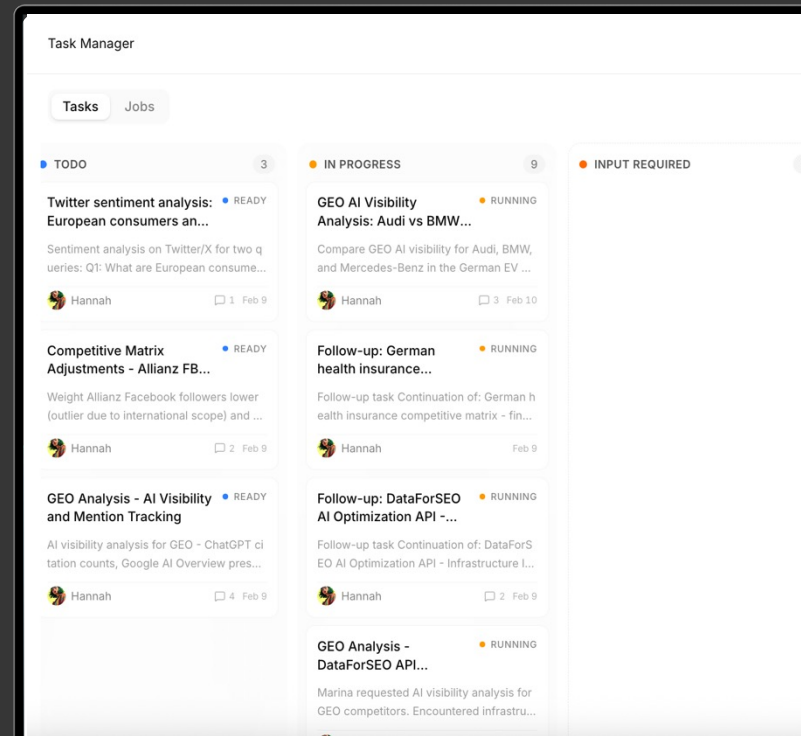 Task Manager
Tasks
Jobs
TODO
3
Twitter sentiment analysis:
European consumers an...
READY
Sentiment analysis on Twitter/X for two q
ueries: Q1: What are European consume...
Hannah
1 Feb 9
Competitive Matrix
Adjustments - Allianz FB...
READY
Weight Allianz Facebook followers lower
(outlier due to international scope) and ...
Hannah
2 Feb 9
GEO Analysis - AI Visibility
and Mention Tracking
READY
AI visibility analysis for GEO - ChatGPT ci
tation counts, Google AI Overview pres...
Hannah
4 Feb 9
IN PROGRESS
9
GEO AI Visibility
Analysis: Audi vs BMW...
RUNNING
Compare GEO AI visibility for Audi, BMW,
and Mercedes-Benz in the German EV ...
Hannah
3 Feb 10
Follow-up: German
health insurance...
RUNNING
Follow-up task Continuation of: German h
ealth insurance competitive matrix - fin...
Hannah
Feb 9
Follow-up: DataForSEO
AI Optimization API -...
RUNNING
Follow-up task Continuation of: DataForS
EO AI Optimization API - Infrastructure I...
Hannah
2 Feb 9
GEO Analysis -
DataForSEO API...
RUNNING
Marina requested AI visibility analysis for
GEO competitors. Encountered infrastru...
INPUT REQUIRED